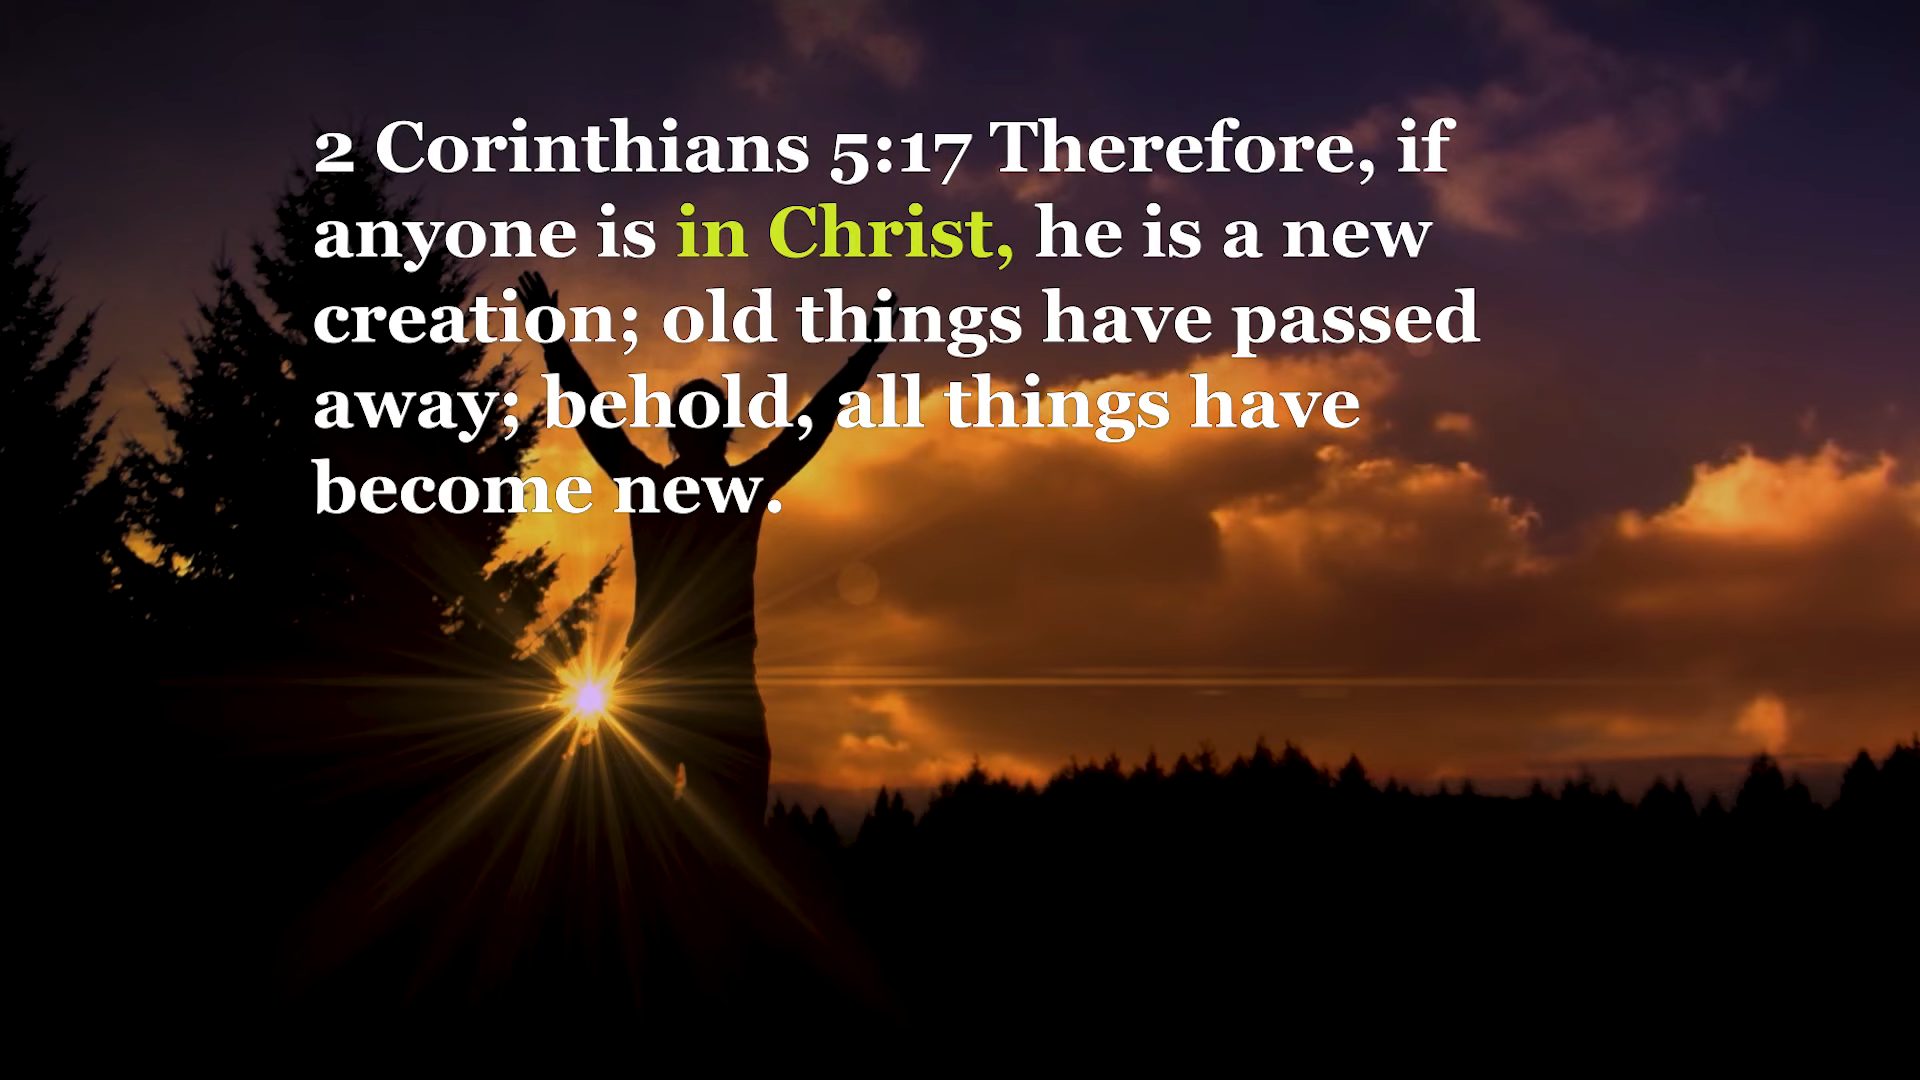 2 Corinthians 5:17 Therefore, if
anyone is in Christ, he is a new
creation; old things have passed
away; behold, all things have
become new.